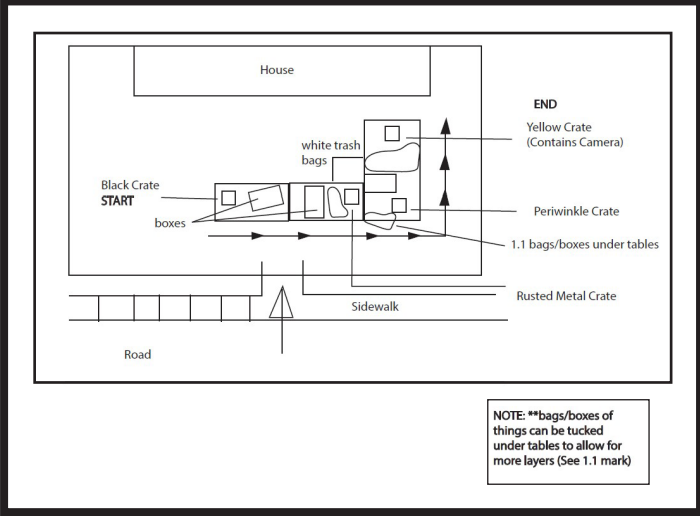 House
END
Yellow Crate
(Contains Camera)
white trash
bags
Black Crate
START
boxes
Periwinkle Crate
1.1 bags/boxes under tables
Rusted Metal Crate
Sidewalk
Road
NOTE: **bags/boxes of
things can be tucked
under tables to allow for
more layers (See 1.1 mark)